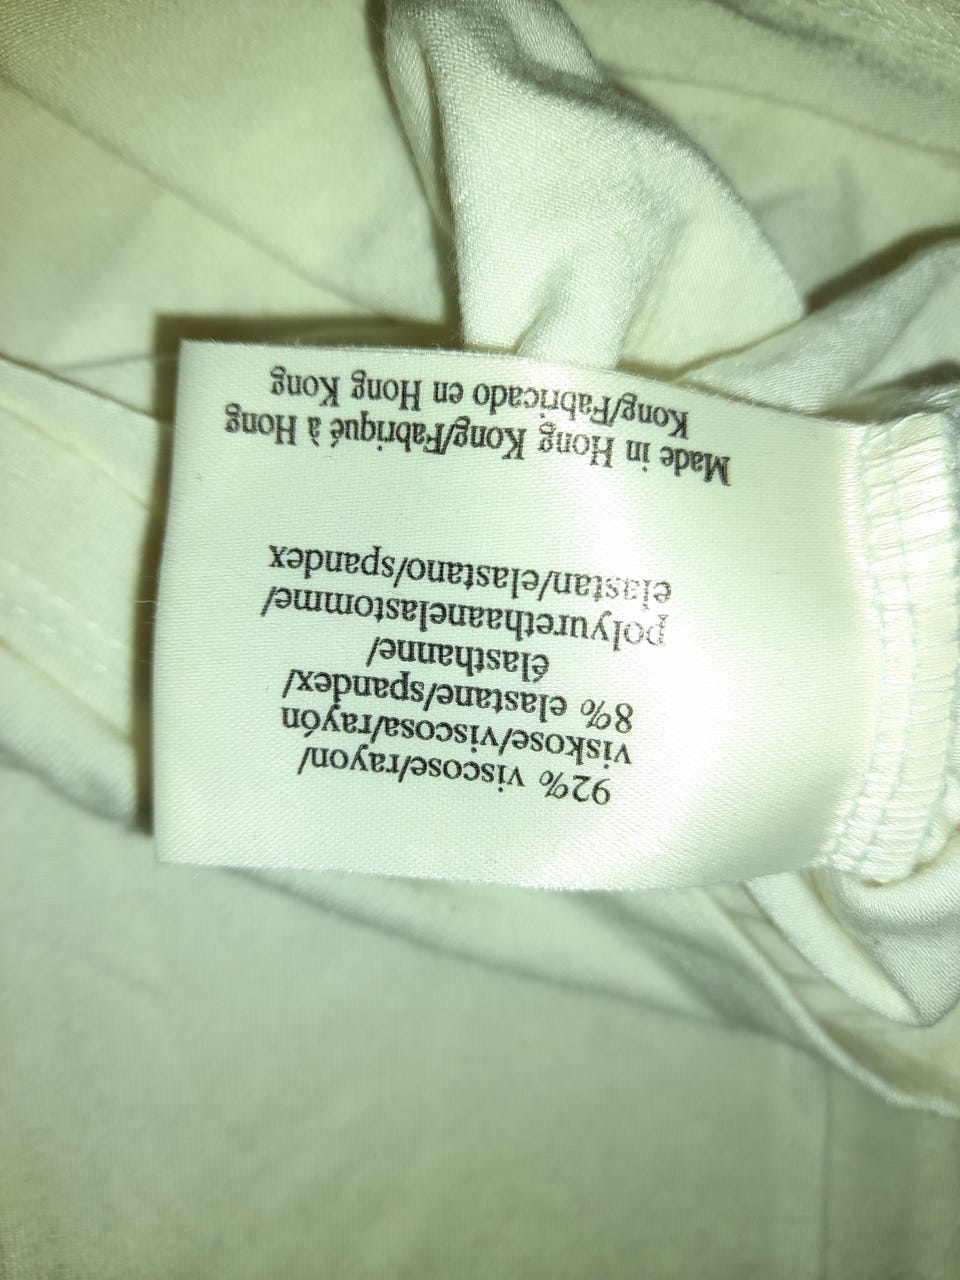 92% viscose/rayon/
viskose/viscosa/rayón
8% elastane/spandex/
élasthanne/
polyurethaanelastomme/
elastan/elastano/spandex
Made in Hong Kong/Fabriqué à Hong
Kong/Fabricado en Hong Kong